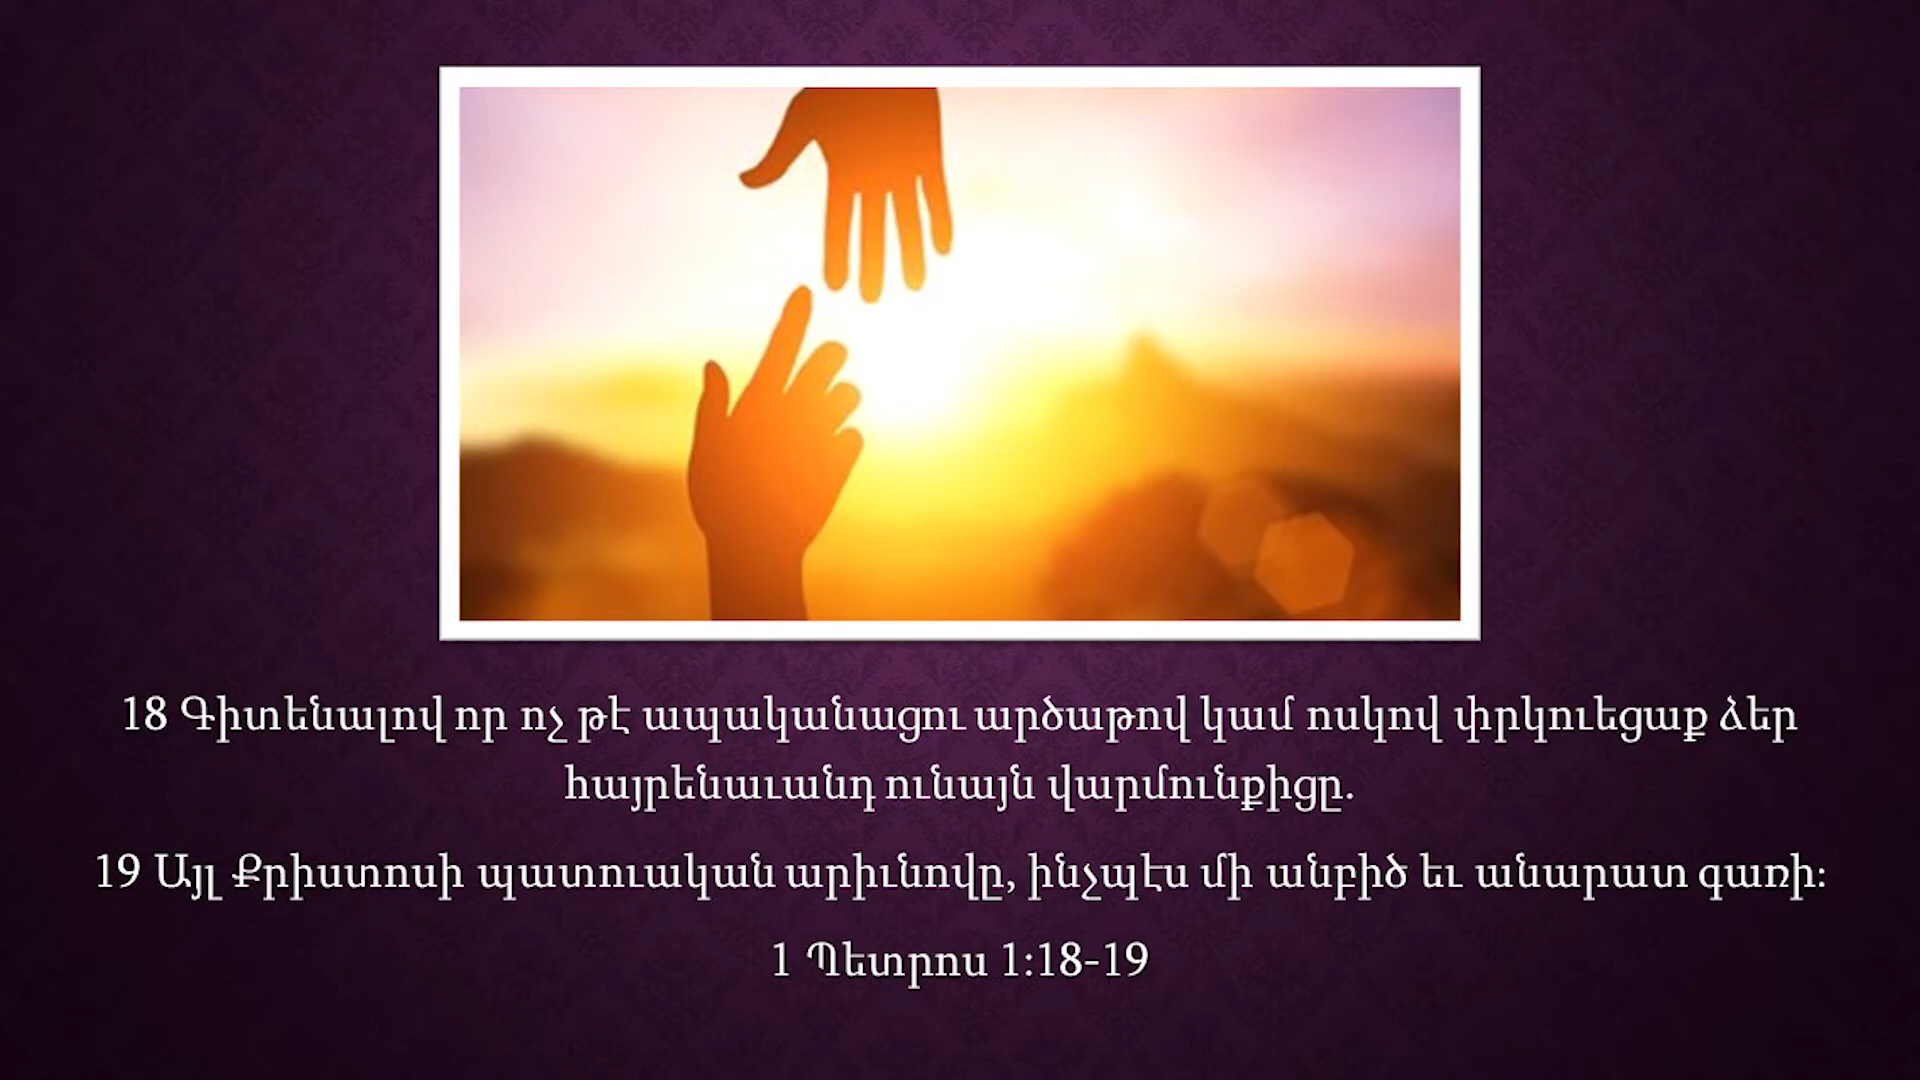 18 Գիտենալով որ ոչ թէ ապականացու արծաթով կամ ոսկով փրկուեցաք ձեր
հայրենաւանդ ունայն վարմունքիցը.
19 Այլ Քրիստոսի պատուական արիւնովը, ինչպէս մի անբիծ եւ անարատ գառի։
1 Պետրոս 1:18-19